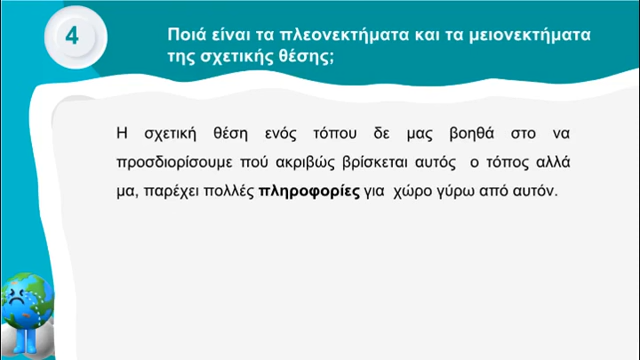 4
Ποιά είναι τα πλεονεκτήματα και τα μειονεκτήματα
της σχετικής θέσης;
Η σχετική θέση ενός τόπου δε μας βοηθά στο να
προσδιορίσουμε πού ακριβώς βρίσκεται αυτός ο τόπος αλλά
μα, παρέχει πολλές πληροφορίες για χώρο γύρω από αυτόν.